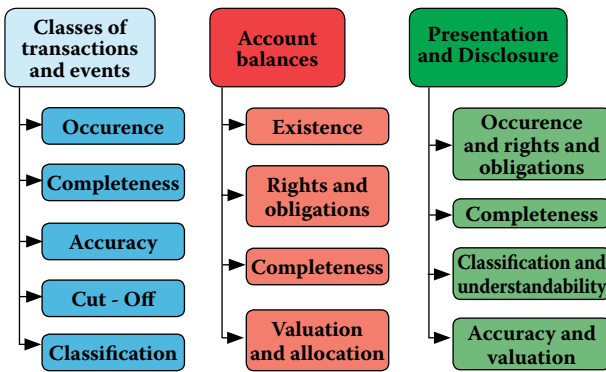 Classes of
transactions
and events
Occurence
Completeness
Accuracy
Cut - Off
Classification
Account
balances
Existence
Rights and
obligations
Completeness
Valuation
and allocation
Presentation
and Disclosure
Occurence
and rights and
obligations
Completeness
Classification and
understandability
Accuracy and
valuation